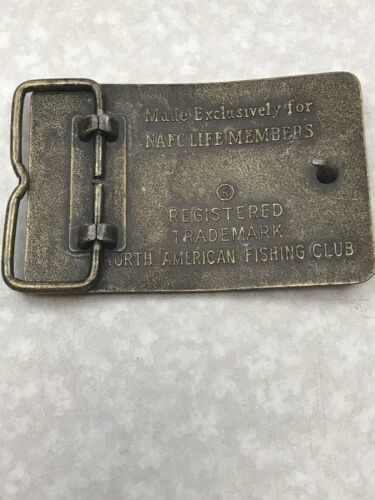 Made Exclusively for
NAFC LIFE MEMBERS
®
REGISTERED
TRADEMARK
NORTH AMERICAN FISHING CLUB